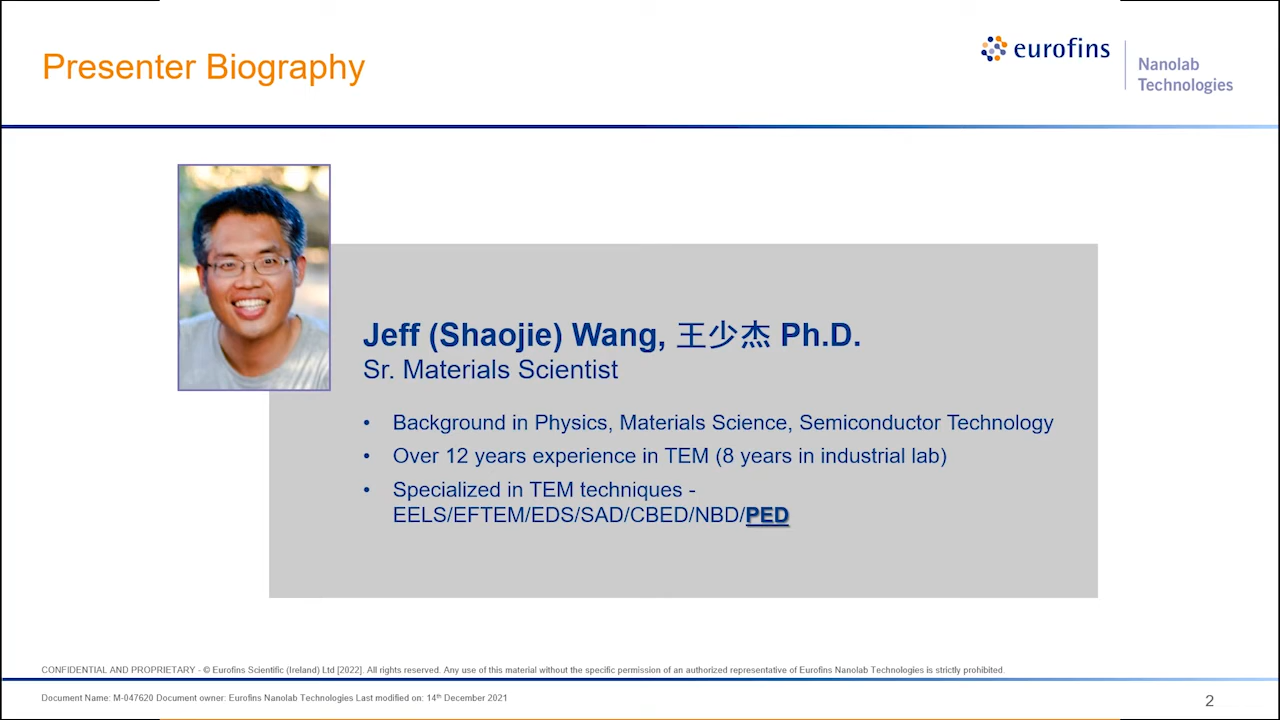 Presenter Biography
eurofins
Nanolab
Technologies
Jeff (Shaojie) Wang, 王少杰 Ph.D.
Sr. Materials Scientist
• Background in Physics, Materials Science, Semiconductor Technology
• Over 12 years experience in TEM (8 years in industrial lab)
• Specialized in TEM techniques -
EELS/EFTEM/EDS/SAD/CBED/NBD/PED
CONFIDENTIAL AND PROPRIETARY - © Eurofins Scientific (Ireland) Ltd [2022]. All rights reserved. Any use of this material without the specific permission of an authorized representative of Eurofins Nanolab Technologies is strictly prohibited.
Document Name: M-047620 Document owner: Eurofins Nanolab Technologies Last modified on: 14th December 2021
2